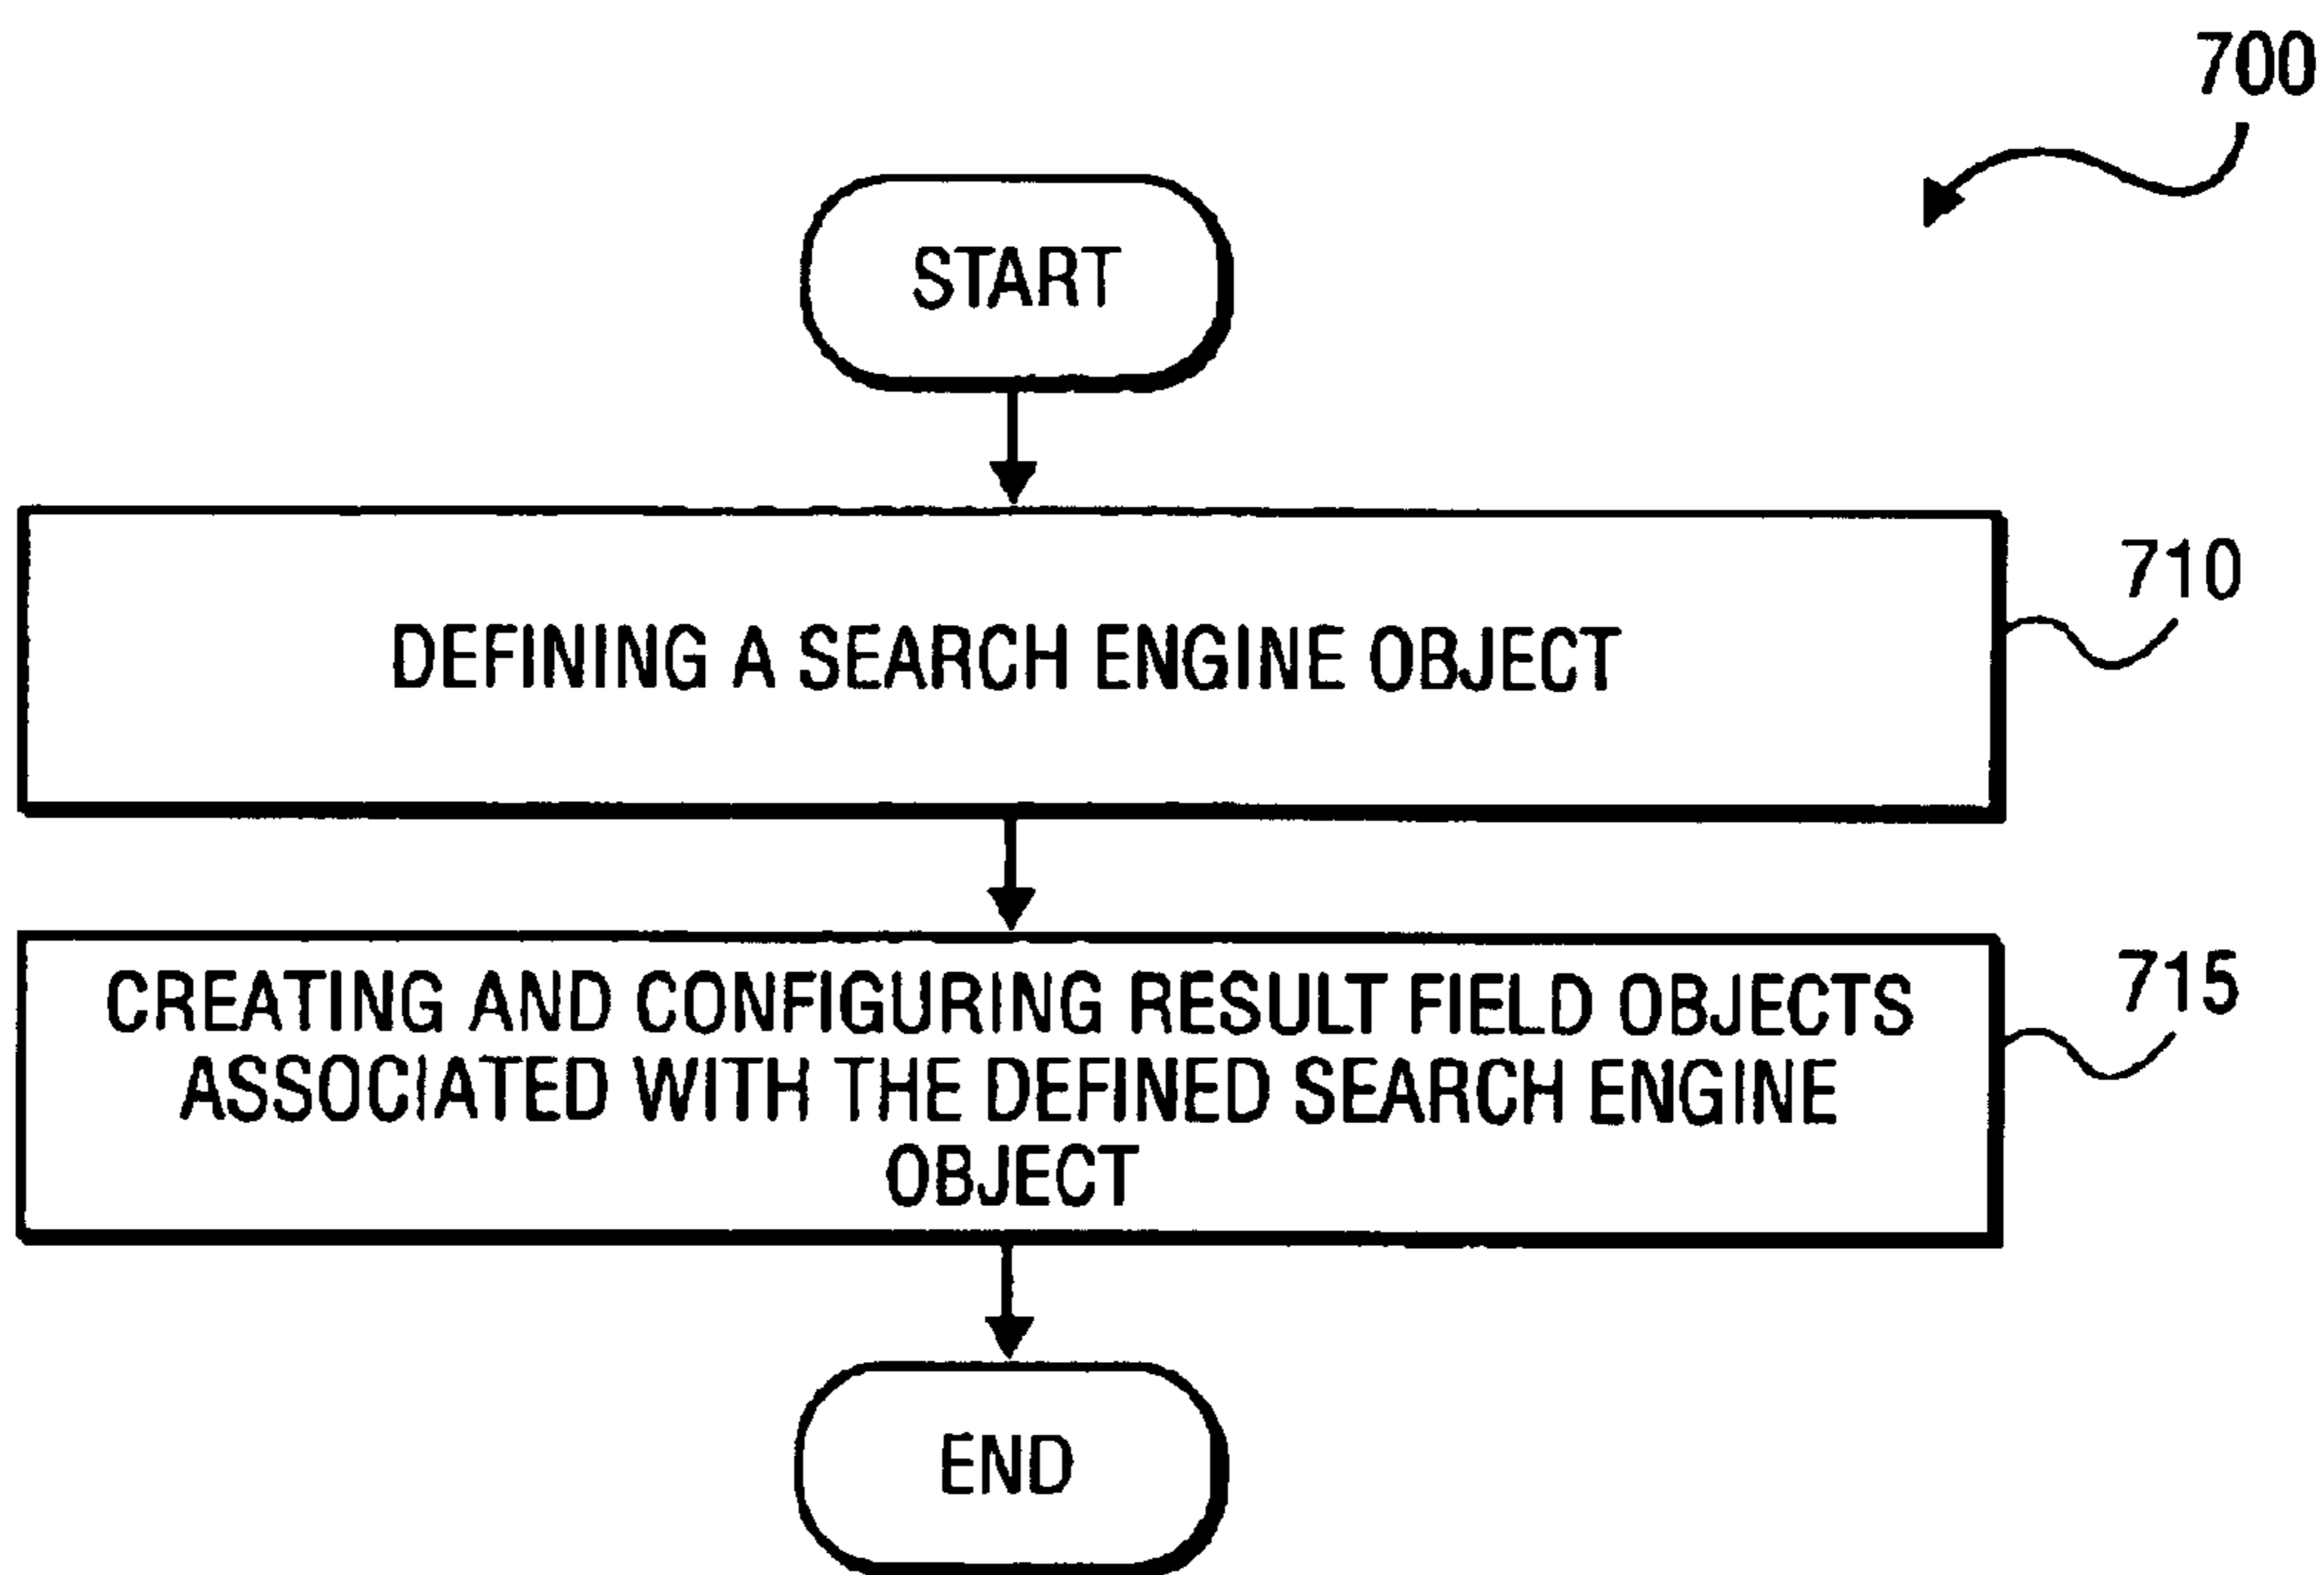 700
START
DEFINING A SEARCH ENGINE OBJECT
710
CREATING AND CONFIGURING RESULT FIELD OBJECTS
ASSOCIATED WITH THE DEFINED SEARCH ENGINE
OBJECT
715
END